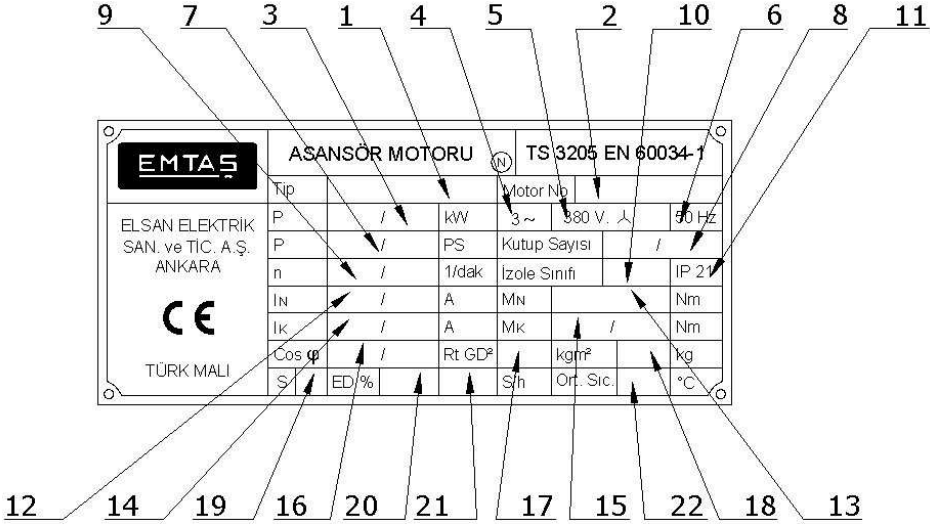 9 7 3 1 4 5 2 10 6 8 11
EMTAŞ
ASANSÖR MOTORU N TS 3205 EN 60034-1
Tip Motor No
ELSAN ELEKTRİK
SAN. ve TİC. A.Ş.
ANKARA
CE
TÜRK MALI
P / kW 3~ 380 V. 50 Hz
P / PS Kutup Sayısı /
n / 1/dak İzole Sınıfı IP 21
IN / A MN Nm
IK / A MK / Nm
Cos φ / Rt GD² kgm² kg
S ED % S/h Ort. Sıc. °C
12 14 19 16 20 21 17 15 22 18 13